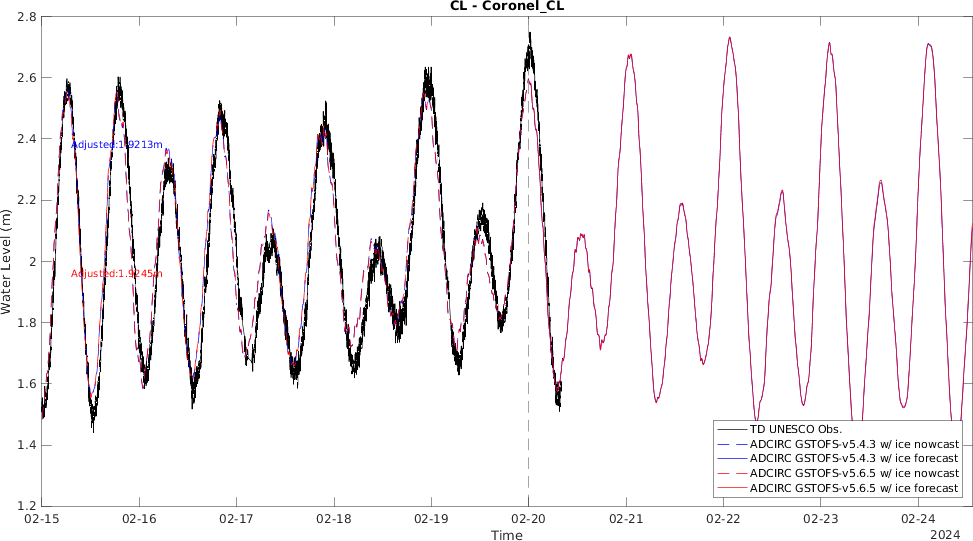 CL - Coronel_CL
2.8
2.6
2.4
2.2
2
1.8
1.6
1.4
1.2
Water Level (m)
Adjusted:1.9213m
Adjusted:1.9245m
TD UNESCO Obs.
ADCIRC GSTOFS-v5.4.3 w/ ice nowcast
ADCIRC GSTOFS-v5.4.3 w/ ice forecast
ADCIRC GSTOFS-v5.6.5 w/ ice nowcast
ADCIRC GSTOFS-v5.6.5 w/ ice forecast
02-15 02-16 02-17 02-18 02-19 02-20 02-21 02-22 02-23 02-24
Time
2024